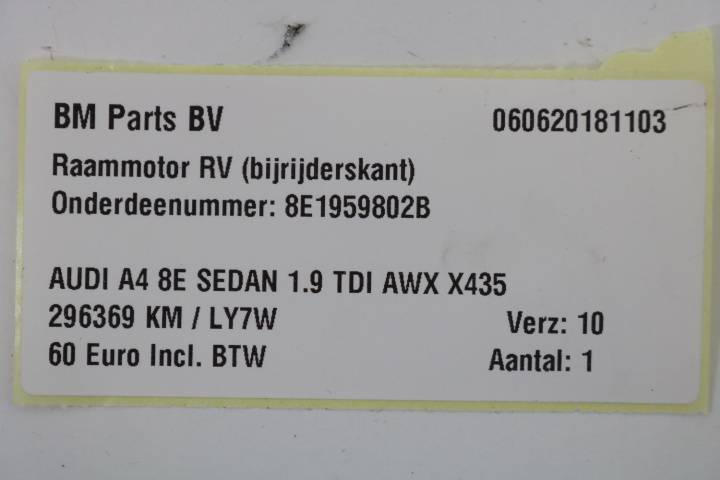 BM Parts BV 060620181103
Raammotor RV (bijrijderskant)
Onderdeenummer: 8E1959802B
AUDI A4 8E SEDAN 1.9 TDI AWX X435
296369 KM / LY7W Verz: 10
60 Euro Incl. BTW Aantal: 1